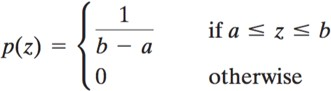 p(z) = { 1/(b − a) if a ≤ z ≤ b
0 otherwise